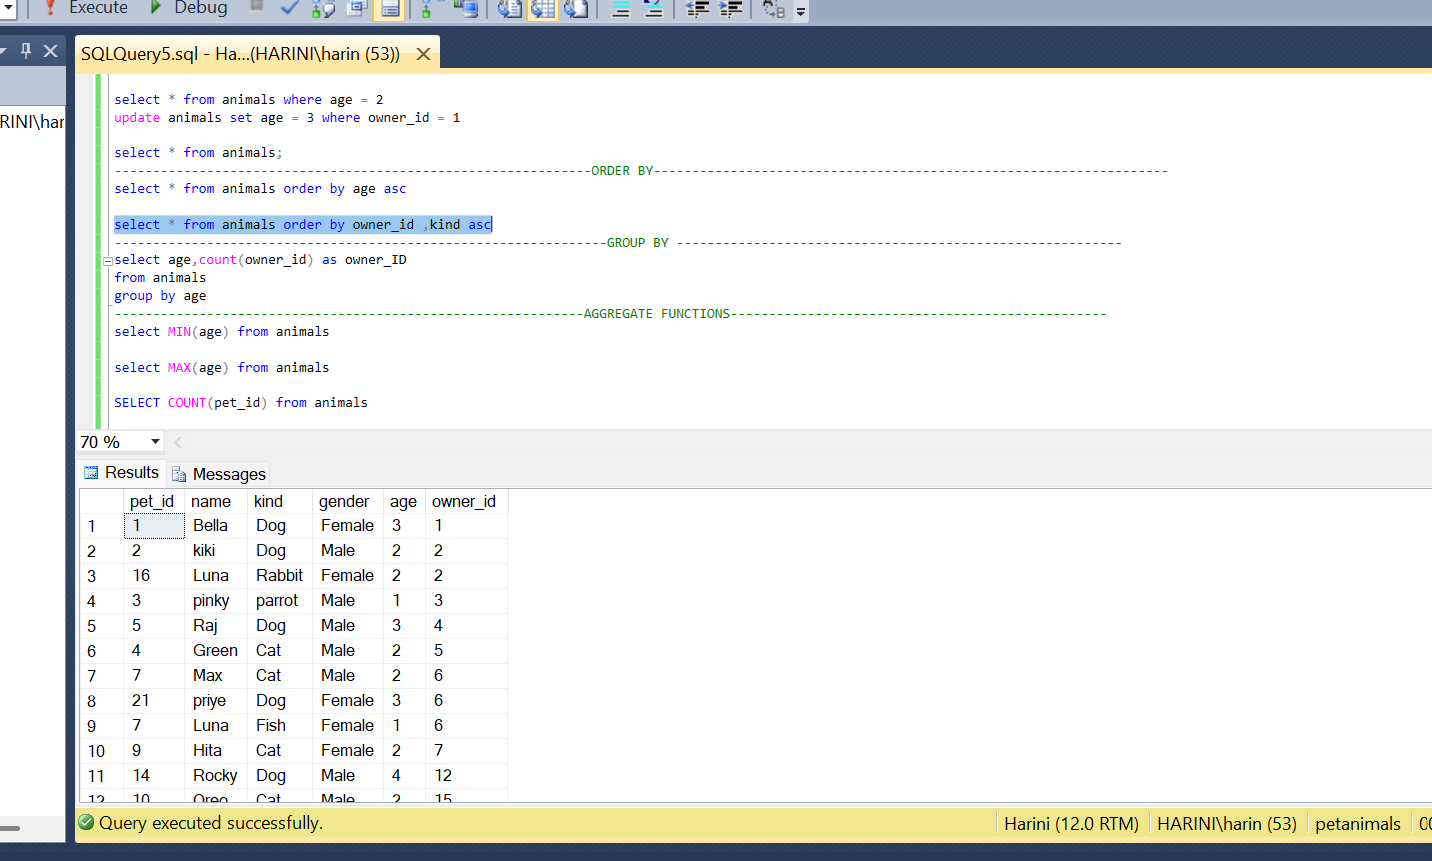 Execute Debug
SQLQuery5.sql - Ha...(HARINI\harin (53))
RINI\har
select * from animals where age = 2
update animals set age = 3 where owner_id = 1
select * from animals;
--------------------------------------------------------------ORDER BY-------------------------------------------------------------------
select * from animals order by age asc
select * from animals order by owner_id ,kind asc
----------------------------------------------------------------GROUP BY ----------------------------------------------------------
select age,count(owner_id) as owner_ID
from animals
group by age
-------------------------------------------------------------AGGREGATE FUNCTIONS-------------------------------------------------
select MIN(age) from animals
select MAX(age) from animals
SELECT COUNT(pet_id) from animals
70 %
Results Messages
pet_id name kind gender age owner_id
1 1 Bella Dog Female 3 1
2 2 kiki Dog Male 2 2
3 16 Luna Rabbit Female 2 2
4 3 pinky parrot Male 1 3
5 5 Raj Dog Male 3 4
6 4 Green Cat Male 2 5
7 7 Max Cat Male 2 6
8 21 priye Dog Female 3 6
9 7 Luna Fish Female 1 6
10 9 Hita Cat Female 2 7
11 14 Rocky Dog Male 4 12
12 10 Oreo Cat Male 2 15
Query executed successfully. Harini (12.0 RTM) HARINI\harin (53) petanimals